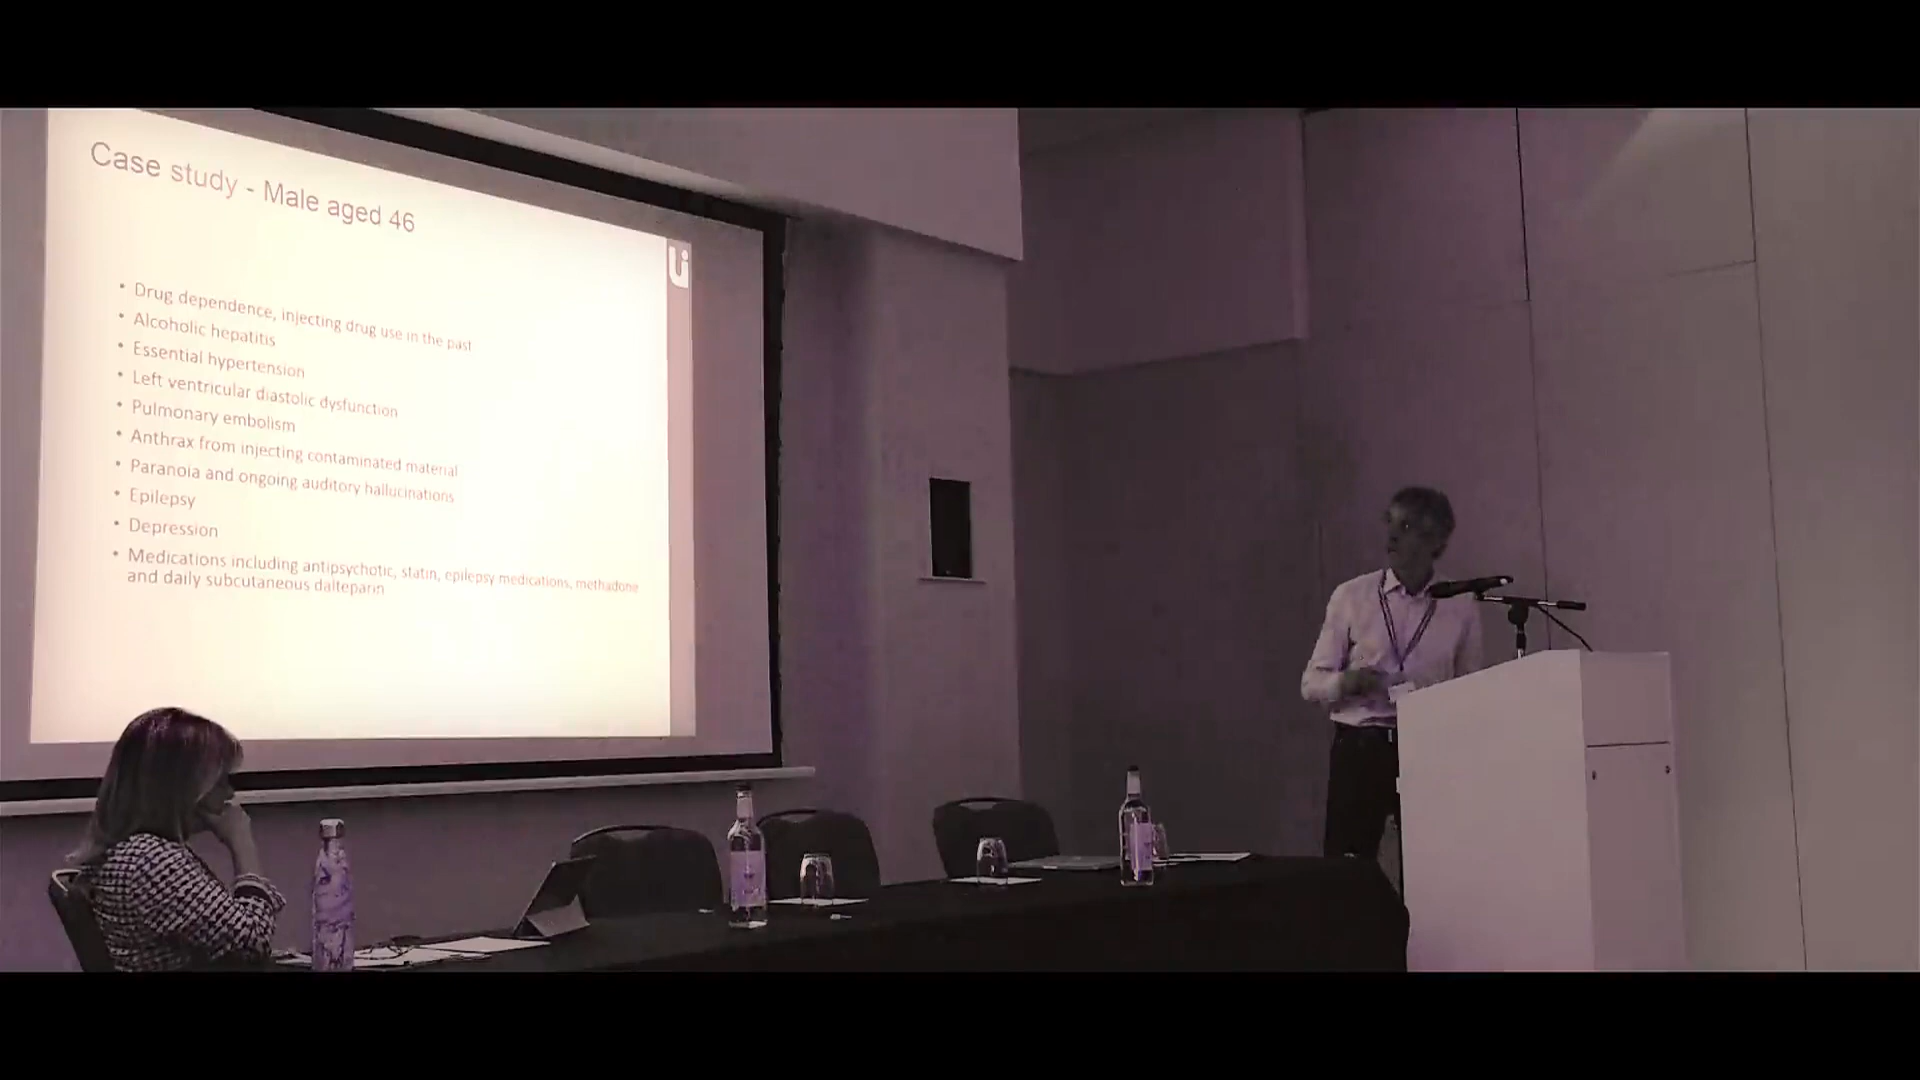 Case study - Male aged 46
• Drug dependence, injecting drug use in the past
• Alcoholic hepatitis
• Essential hypertension
• Left ventricular diastolic dysfunction
• Pulmonary embolism
• Anthrax from injecting contaminated material
• Paranoia and ongoing auditory hallucinations
• Epilepsy
• Depression
• Medications including antipsychotic, statin, epilepsy medications, methadone
and daily subcutaneous dalteparin